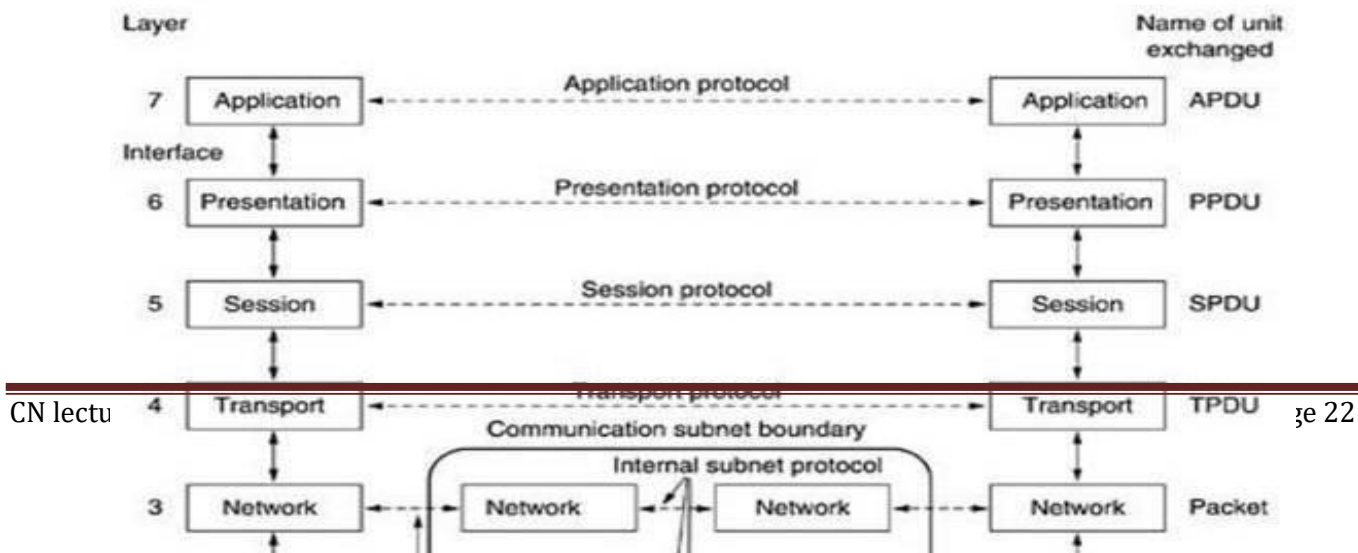 Layer
Name of unit
exchanged
Application protocol
7 Application Application APDU
Interface
Presentation protocol
6 Presentation Presentation PPDU
Session protocol
5 Session Session SPDU
Transport protocol
CN lectu 4 Transport Transport TPDU ge 22
Communication subnet boundary
Internal subnet protocol
3 Network Network Network Network Packet